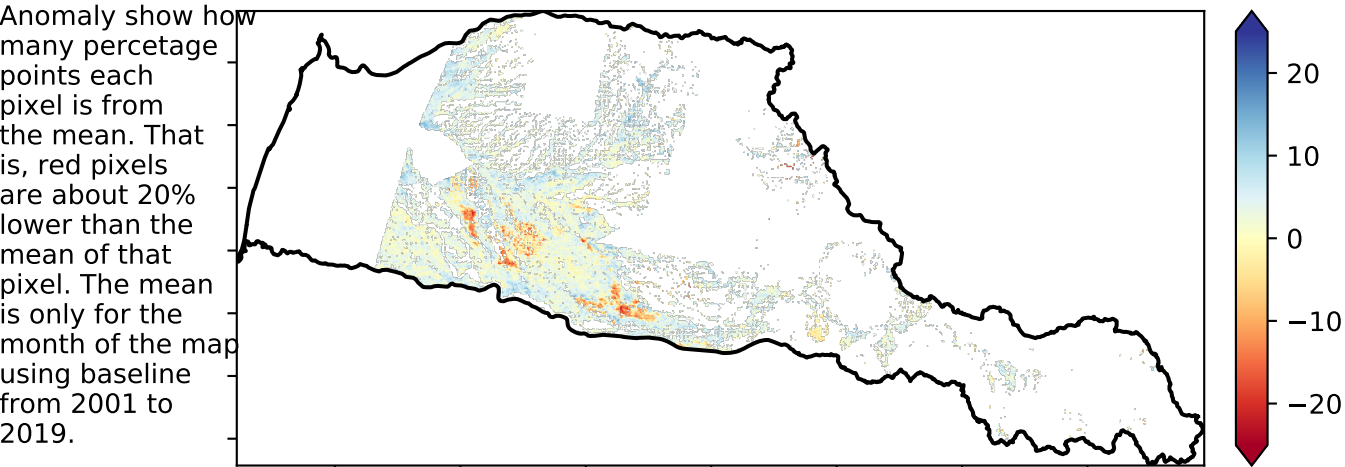 Anomaly show how
many percetage
points each
pixel is from
the mean. That
is, red pixels
are about 20%
lower than the
mean of that
pixel. The mean
is only for the
month of the map
using baseline
from 2001 to
2019.
20
10
0
−10
−20